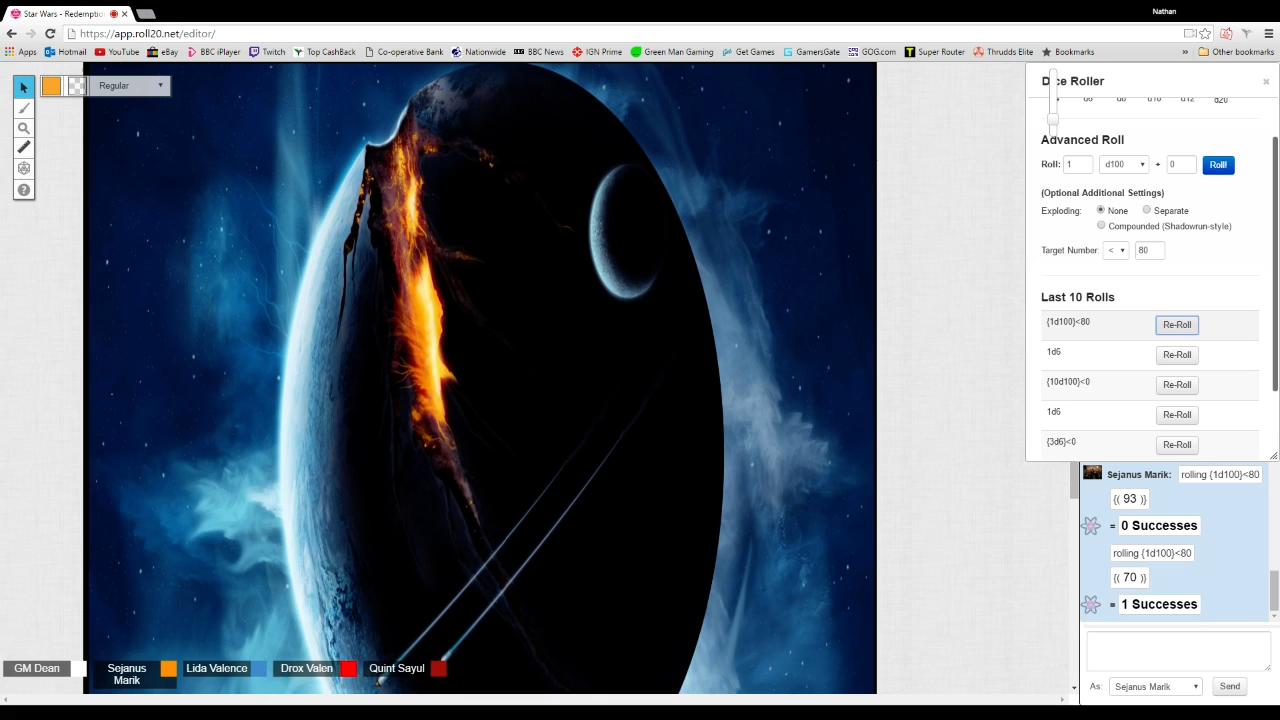 Nathan
Star Wars - Redemptio
https://app.roll20.net/editor/
Apps Hotmail YouTube eBay BBC iPlayer Twitch Top CashBack Co-operative Bank Nationwide BBC News IGN Prime Green Man Gaming Get Games GamersGate GOG.com Super Router Thrudds Elite Bookmarks » Other bookmarks
Regular
Dice Roller
d6 d8 d10 d12 d20
Advanced Roll
Roll: 1 d100 + 0 Roll!
(Optional Additional Settings)
Exploding: None Separate
Compounded (Shadowrun-style)
Target Number: < 80
Last 10 Rolls
{1d100}<80 Re-Roll
1d6 Re-Roll
{10d100}<0 Re-Roll
1d6 Re-Roll
{3d6}<0 Re-Roll
Sejanus Marik: rolling {1d100}<80
{( 93 )}
= 0 Successes
rolling {1d100}<80
{( 70 )}
= 1 Successes
GM Dean
Sejanus Marik
Lida Valence
Drox Valen
Quint Sayul
As: Sejanus Marik Send